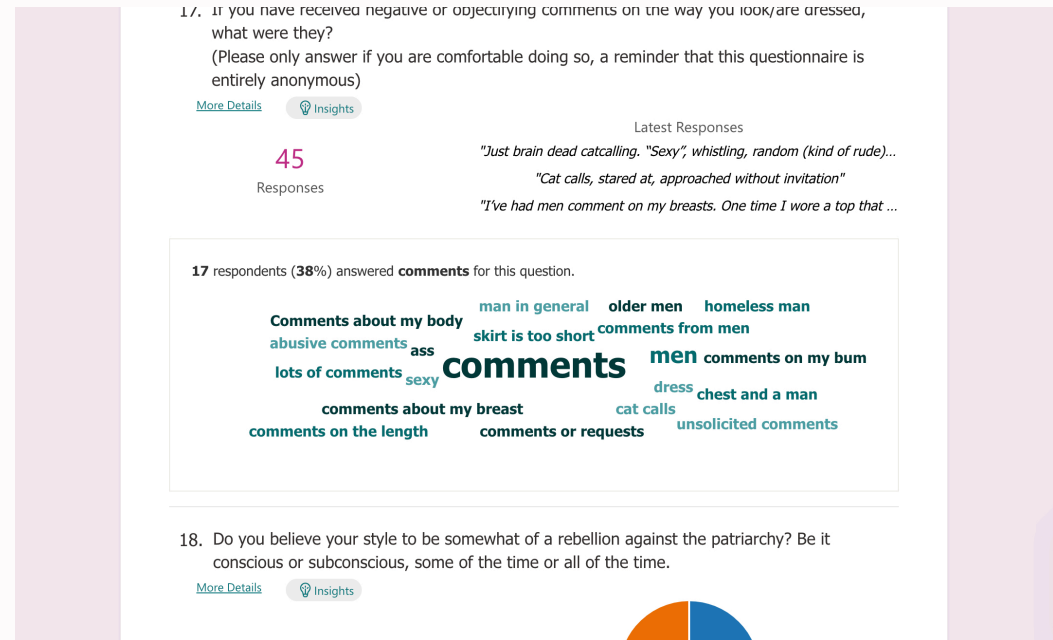 17. If you have received negative or objectifying comments on the way you look/are dressed,
what were they?
(Please only answer if you are comfortable doing so, a reminder that this questionnaire is
entirely anonymous)
More Details
Insights
Latest Responses
45
Responses
"Just brain dead catcalling. “Sexy”, whistling, random (kind of rude)...
"Cat calls, stared at, approached without invitation"
"I’ve had men comment on my breasts. One time I wore a top that ...
17 respondents (38%) answered comments for this question.
man in general older men homeless man
Comments about my body
skirt is too short comments from men
abusive comments ass
comments men comments on my bum
lots of comments sexy
dress chest and a man
comments about my breast cat calls
unsolicited comments
comments on the length comments or requests
18. Do you believe your style to be somewhat of a rebellion against the patriarchy? Be it
conscious or subconscious, some of the time or all of the time.
More Details
Insights